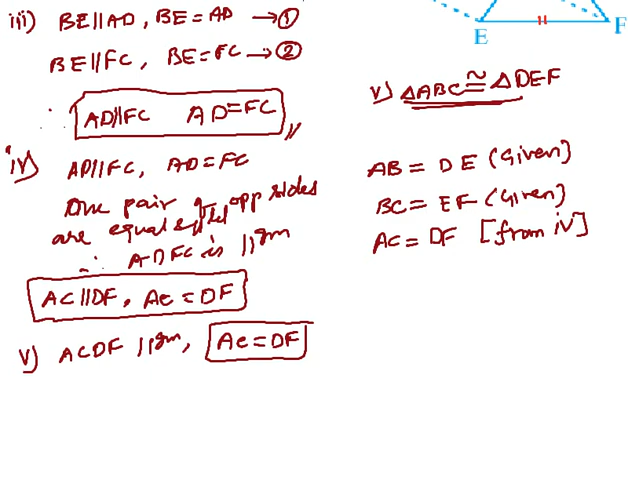 iii) BE||AD, BE = AD → ①
BE||FC, BE = FC → ②
∴ AD||FC AD = FC
iv) AD||FC, AD = FC
One pair of opp sides
are equal & ||el
∴ ADFC is ||gm
AC||DF, AC = DF
v) ACDF ||gm, AC = DF
E F
v) △ABC ≅ △DEF
AB = DE (Given)
BC = EF (Given)
AC = DF [from iv]